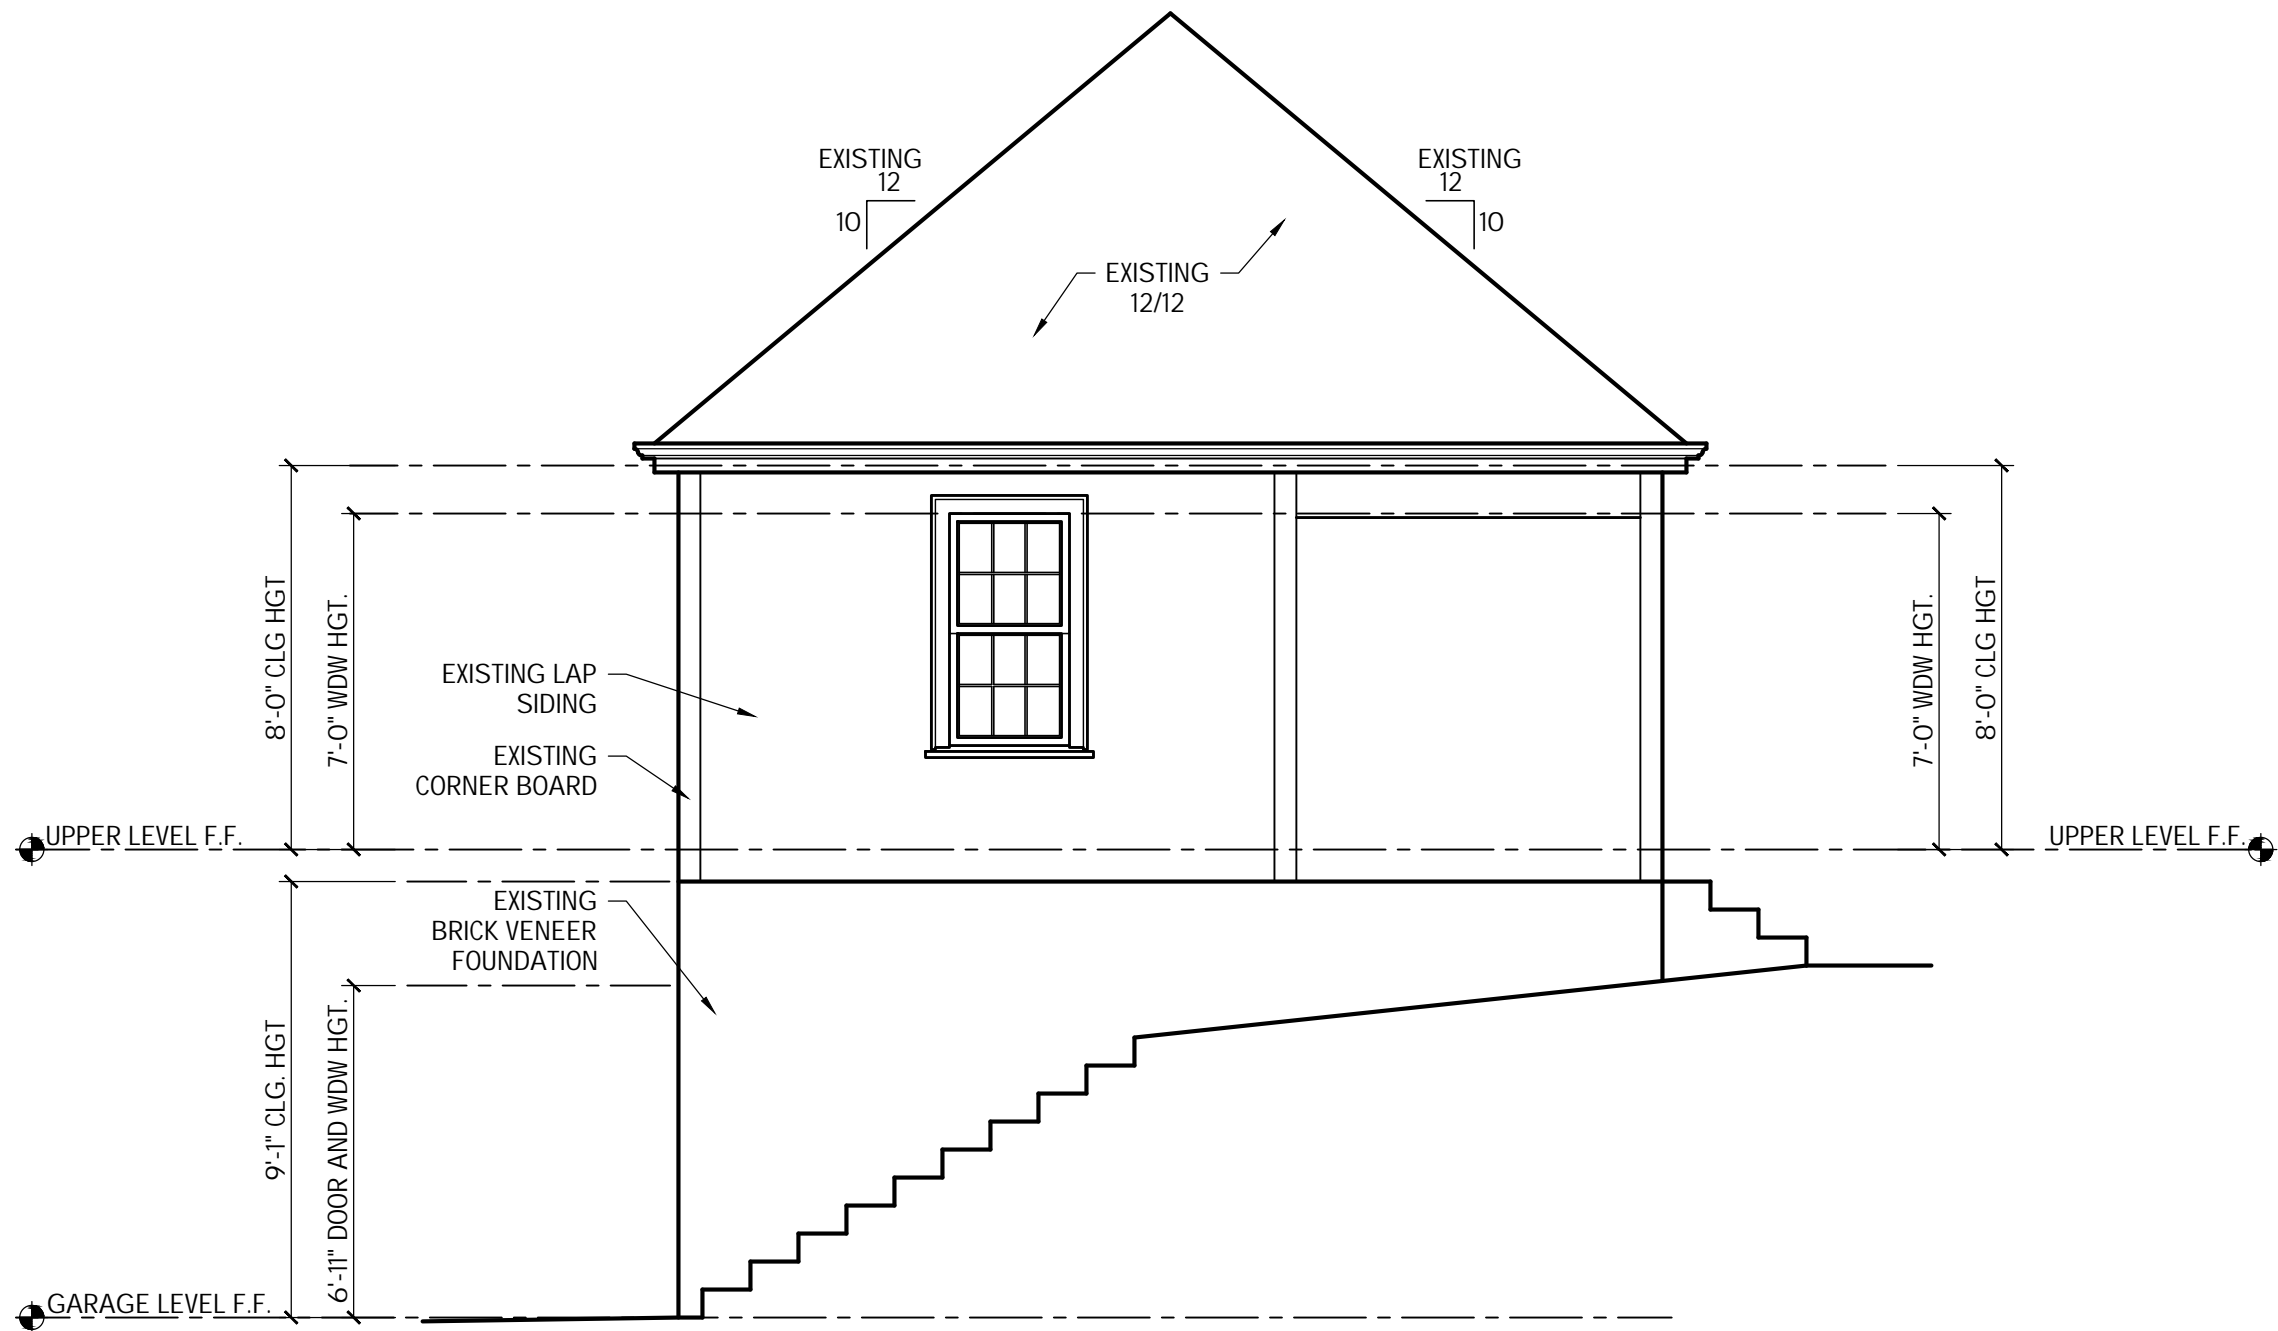 EXISTING
12
10
EXISTING
12
10
EXISTING
12/12
8'-0" CLG HGT
7'-0" WDW HGT.
EXISTING LAP
SIDING
EXISTING
CORNER BOARD
7'-0" WDW HGT.
8'-0" CLG HGT
UPPER LEVEL F.F.
UPPER LEVEL F.F.
EXISTING
BRICK VENEER
FOUNDATION
9'-1" CLG. HGT
6'-11" DOOR AND WDW HGT.
GARAGE LEVEL F.F.